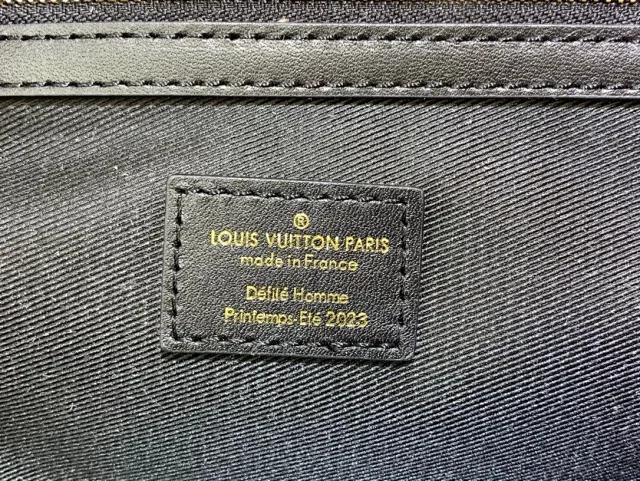 ®
LOUIS VUITTON PARIS
made in France
Défilé Homme
Printemps-Eté 2023